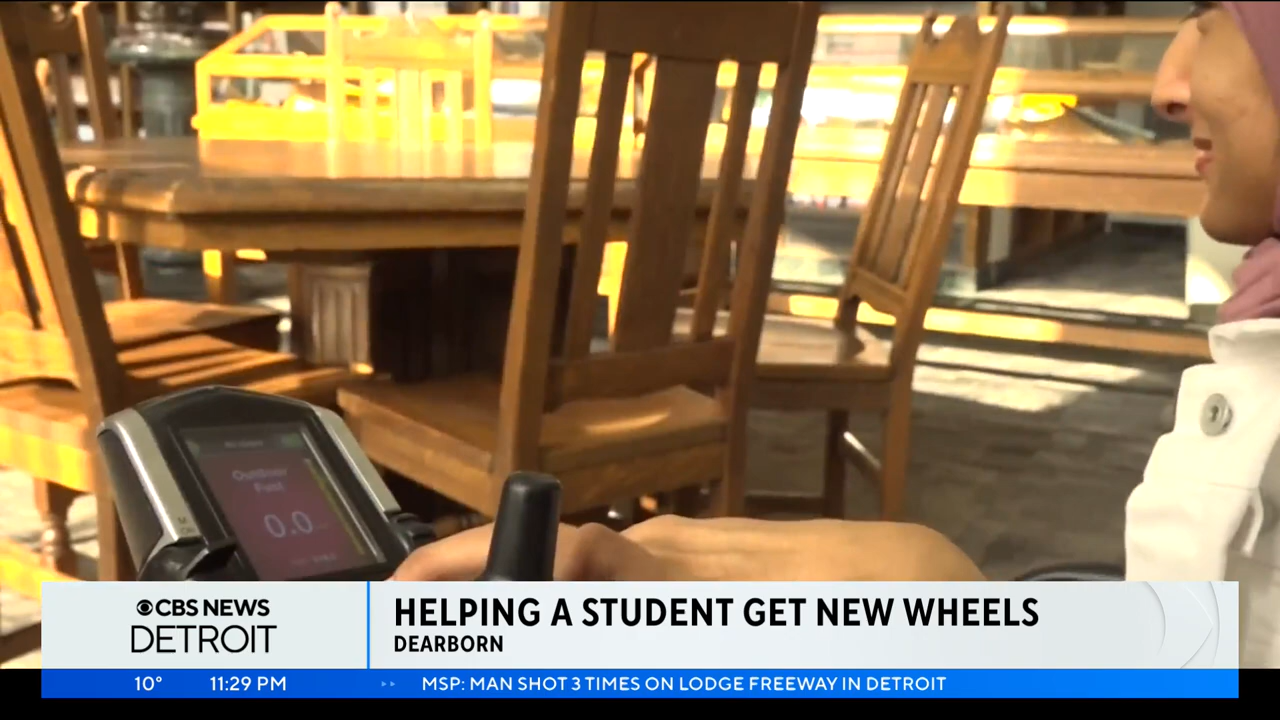 Outdoor
Fast
0.0
CBS NEWS
DETROIT
HELPING A STUDENT GET NEW WHEELS
DEARBORN
10° 11:29 PM MSP: MAN SHOT 3 TIMES ON LODGE FREEWAY IN DETROIT